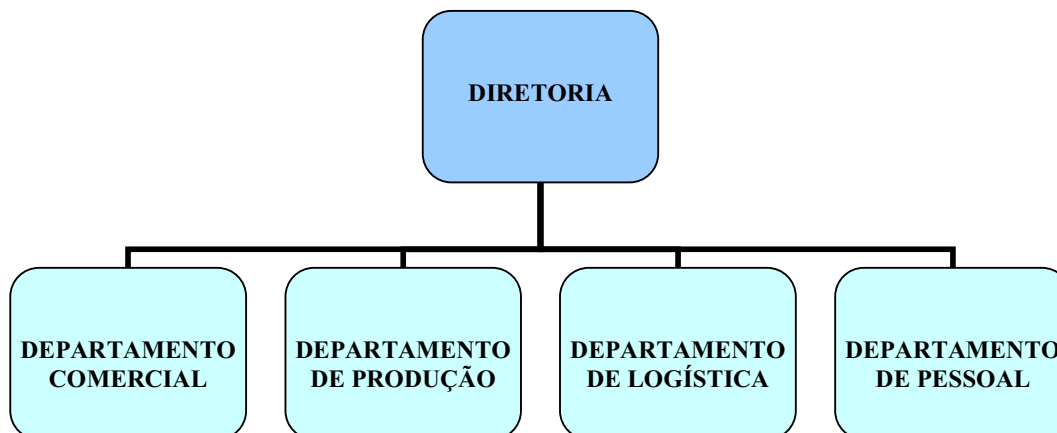 DIRETORIA
DEPARTAMENTO
COMERCIAL
DEPARTAMENTO
DE PRODUÇÃO
DEPARTAMENTO
DE LOGÍSTICA
DEPARTAMENTO
DE PESSOAL